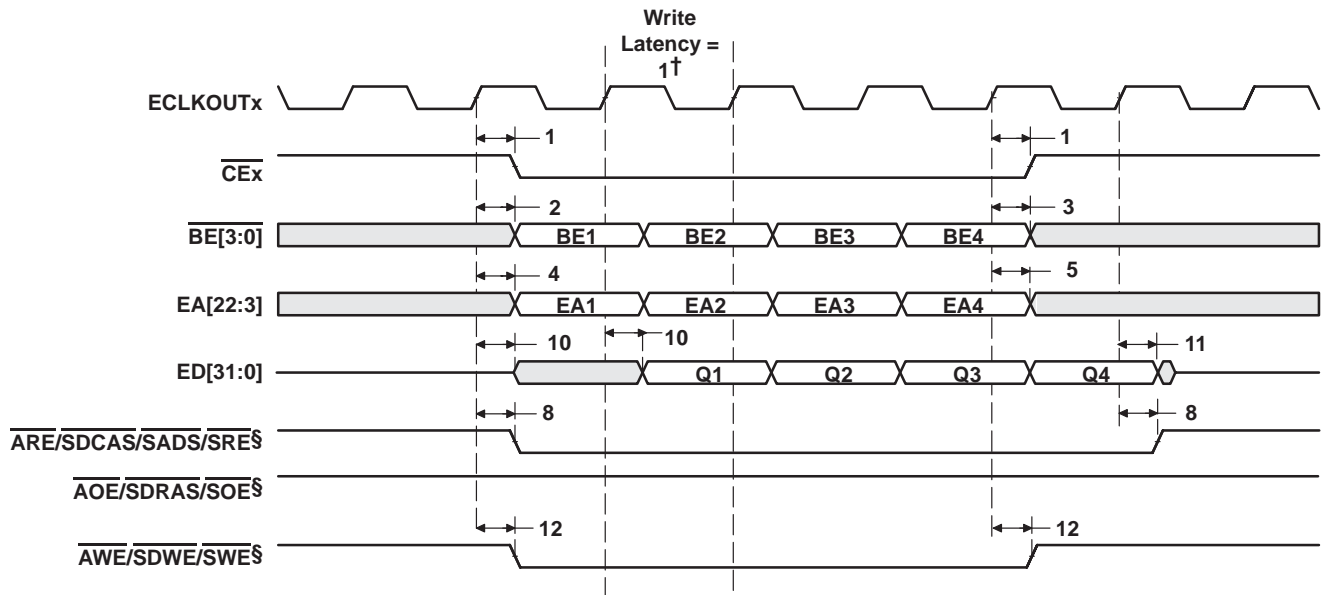 Write
Latency =
1†
ECLKOUTx
1 1
CEx
2 3
BE[3:0] BE1 BE2 BE3 BE4
4 5
EA[22:3] EA1 EA2 EA3 EA4
10 10 11
ED[31:0] Q1 Q2 Q3 Q4
8 8
ARE/SDCAS/SADS/SRE§
AOE/SDRAS/SOE§
12 12
AWE/SDWE/SWE§